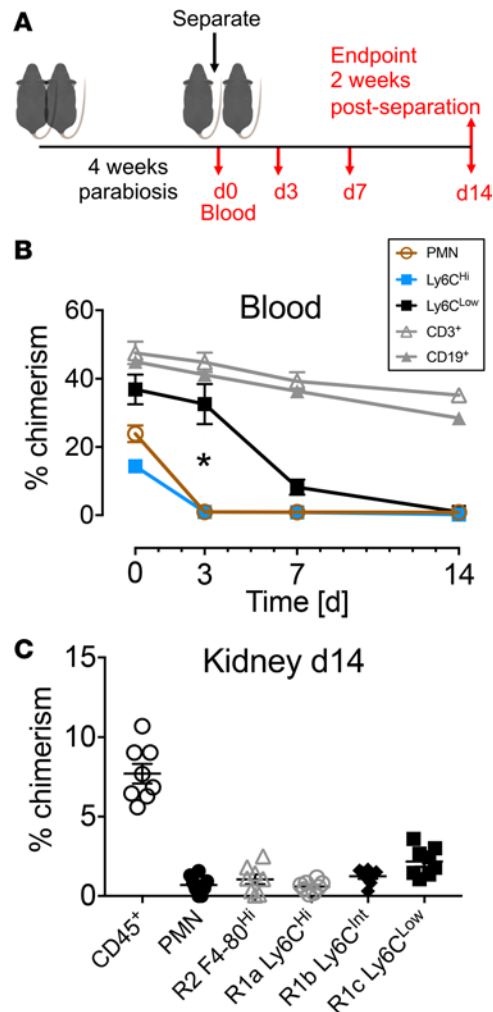 A
Separate
Endpoint
2 weeks
post-separation
4 weeks
parabiosis
d0
d3
d7
d14
Blood
B
PMN
Ly6C^Hi
Ly6C^Low
CD3⁺
CD19⁺
Blood
% chimerism
60
40
20
0
*
0 3 7 14
Time [d]
C
Kidney d14
% chimerism
15
10
5
0
CD45⁺
PMN
R2 F4-80^Hi
R1a Ly6C^Hi
R1b Ly6C^Int
R1c Ly6C^Low